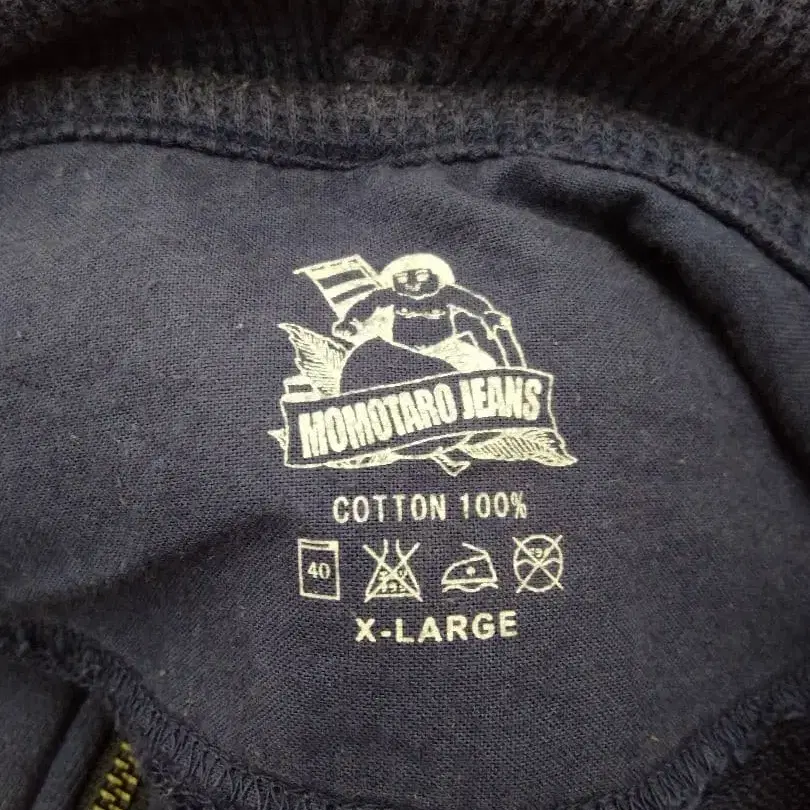 MOMOTARO JEANS
COTTON 100%
40
X-LARGE